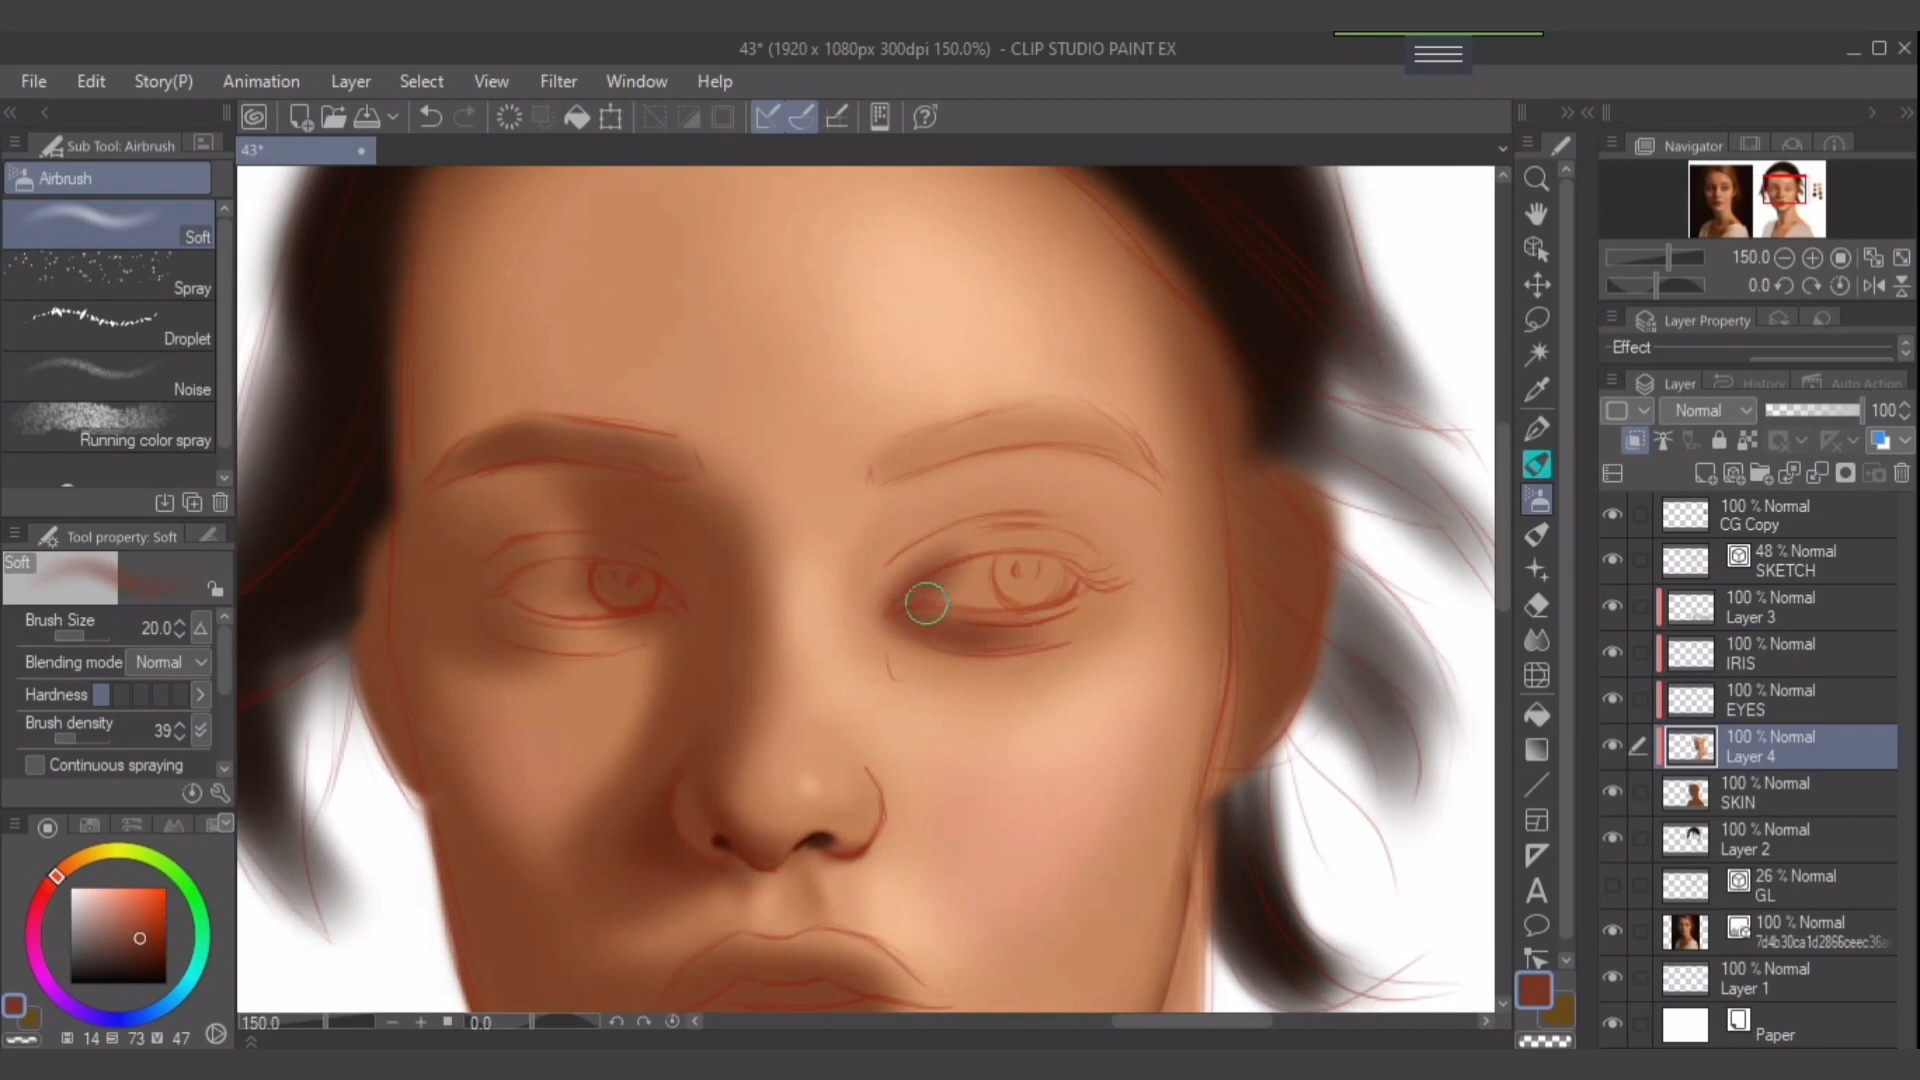 43* (1920 x 1080px 300dpi 150.0%) - CLIP STUDIO PAINT EX
File Edit Story(P) Animation Layer Select View Filter Window Help
Sub Tool: Airbrush
Airbrush
Soft
Spray
Droplet
Noise
Running color spray
Tool property: Soft
Soft
Brush Size 20.0
Blending mode Normal
Hardness
Brush density 39
Continuous spraying
14 73 47
43*
150.0 0.0
Navigator
150.0
0.0
Layer Property
Effect
Layer History Auto Action
Normal 100
100 % Normal
CG Copy
48 % Normal
SKETCH
100 % Normal
Layer 3
100 % Normal
IRIS
100 % Normal
EYES
100 % Normal
Layer 4
100 % Normal
SKIN
100 % Normal
Layer 2
26 % Normal
GL
100 % Normal
7d4b30ca1d2866ceec36a
100 % Normal
Layer 1
Paper